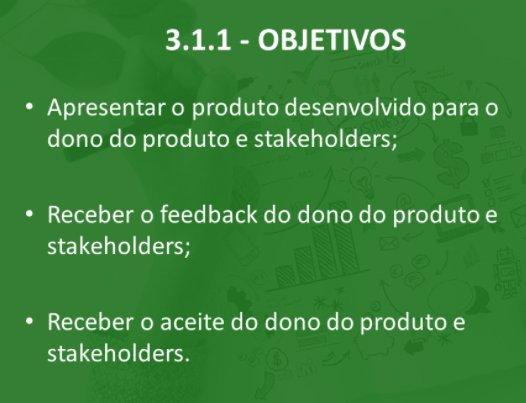 3.1.1 - OBJETIVOS
• Apresentar o produto desenvolvido para o
dono do produto e stakeholders;
• Receber o feedback do dono do produto e
stakeholders;
• Receber o aceite do dono do produto e
stakeholders.